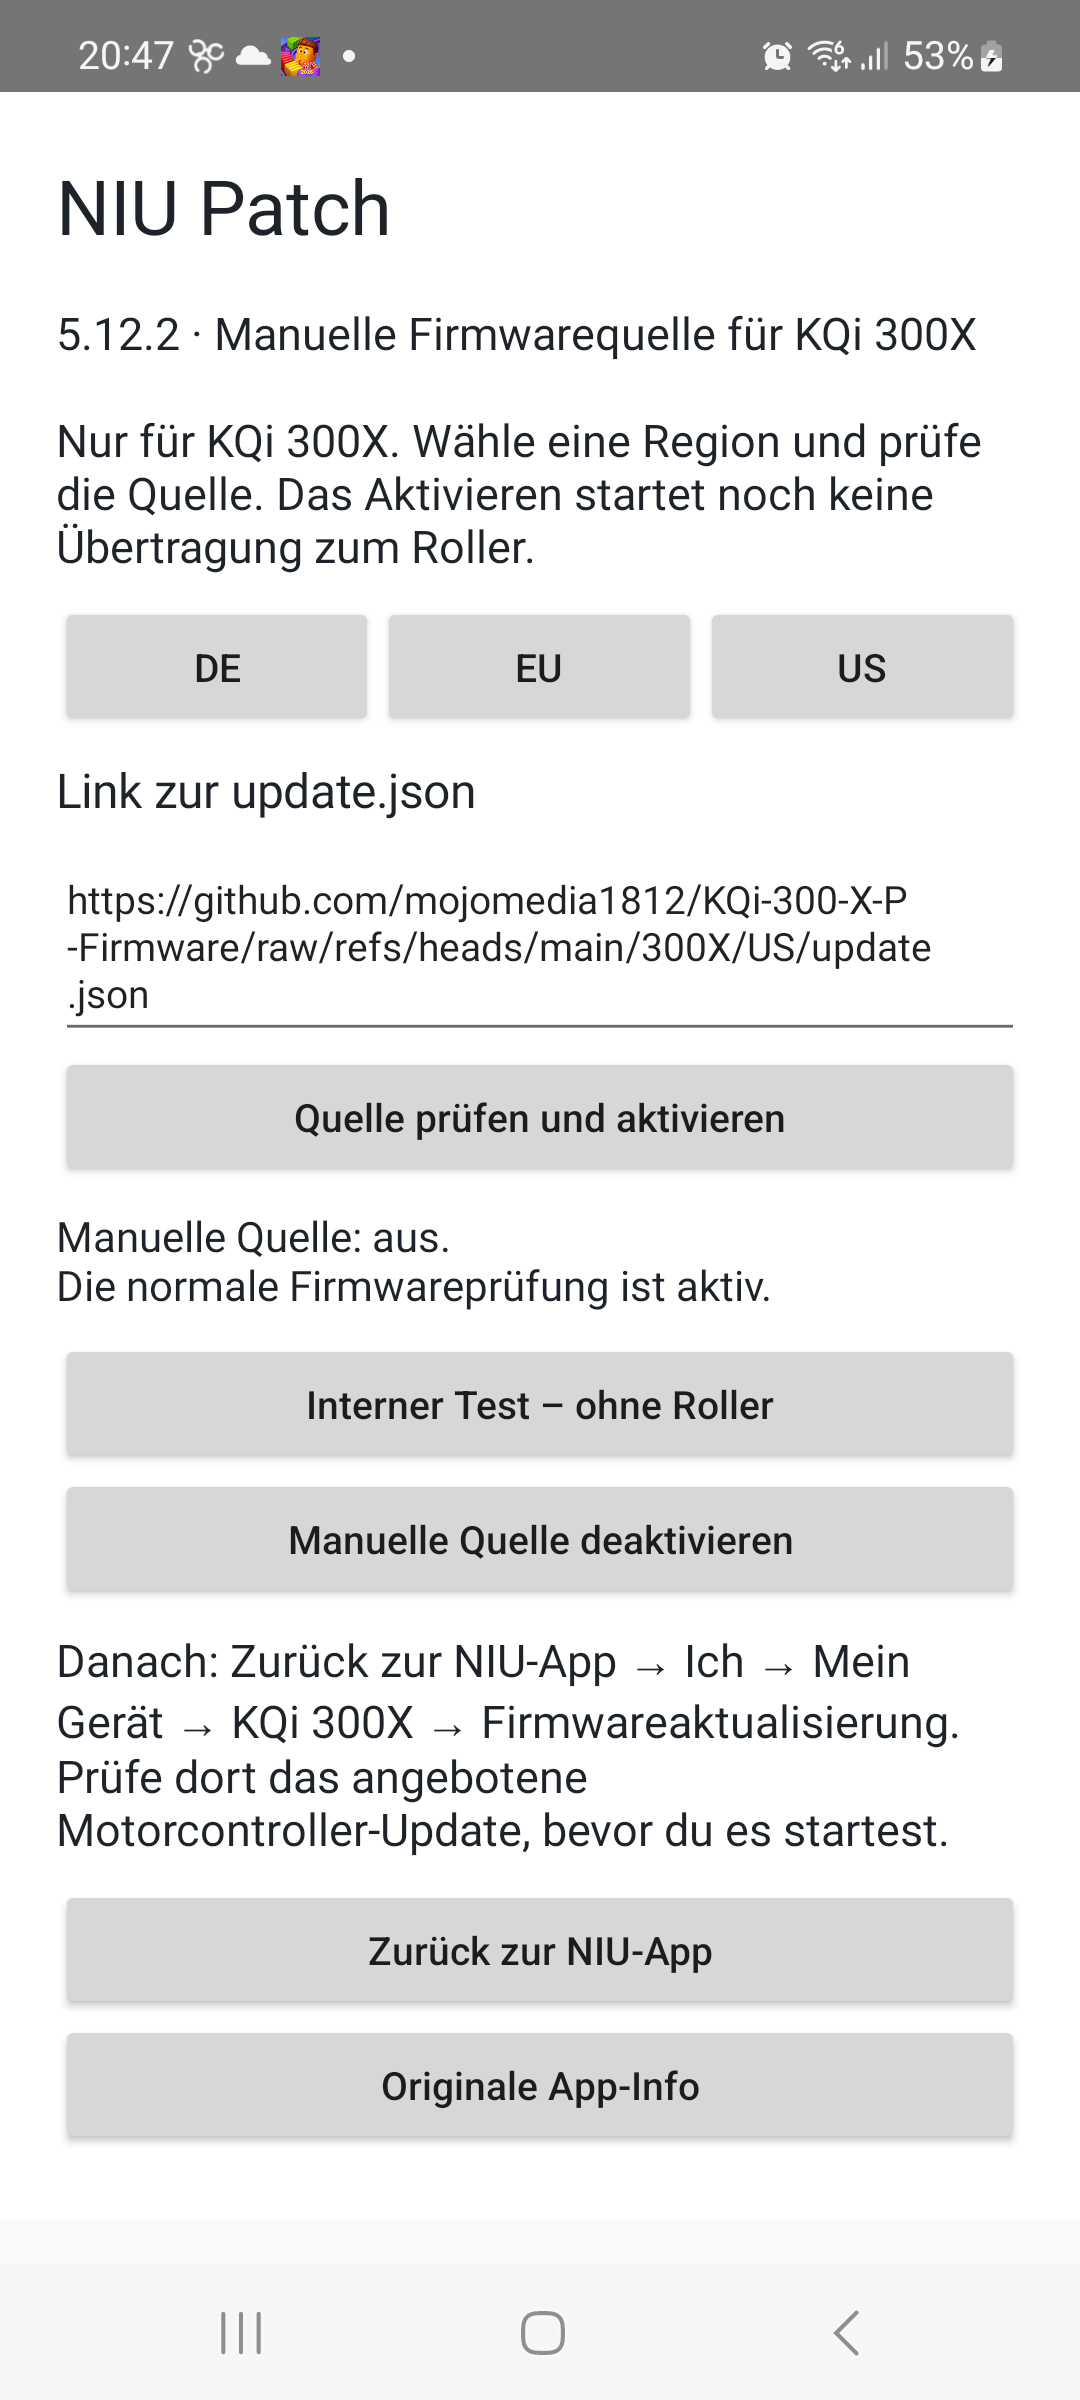 20:47
6
53%
NIU Patch
5.12.2 · Manuelle Firmwarequelle für KQi 300X
Nur für KQi 300X. Wähle eine Region und prüfe
die Quelle. Das Aktivieren startet noch keine
Übertragung zum Roller.
DE
EU
US
Link zur update.json
https://github.com/mojomedia1812/KQi-300-X-P
-Firmware/raw/refs/heads/main/300X/US/update
.json
Quelle prüfen und aktivieren
Manuelle Quelle: aus.
Die normale Firmwareprüfung ist aktiv.
Interner Test – ohne Roller
Manuelle Quelle deaktivieren
Danach: Zurück zur NIU-App → Ich → Mein
Gerät → KQi 300X → Firmwareaktualisierung.
Prüfe dort das angebotene
Motorcontroller-Update, bevor du es startest.
Zurück zur NIU-App
Originale App-Info